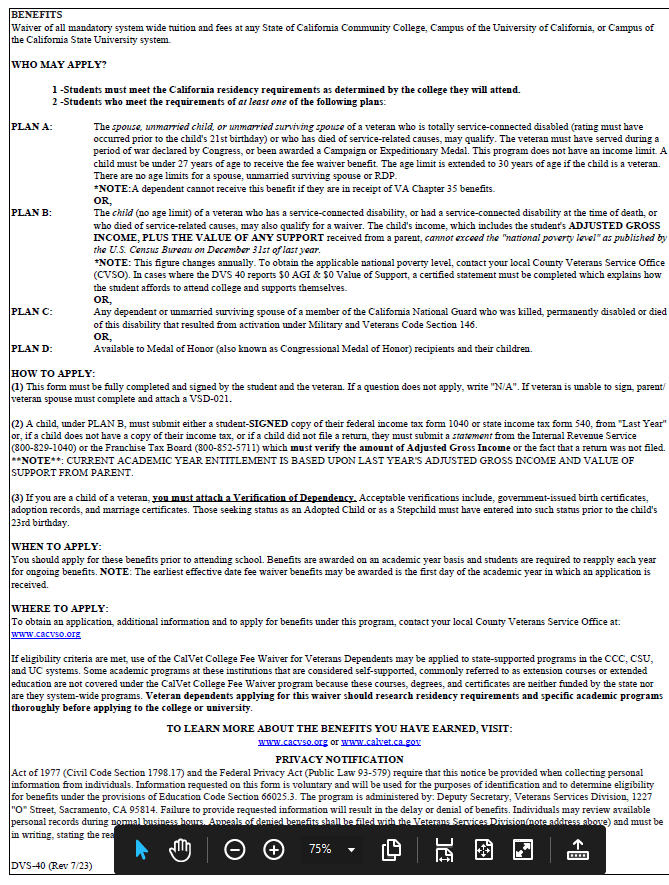 BENEFITS
Waiver of all mandatory system wide tuition and fees at any State of California Community College, Campus of the University of California, or Campus of
the California State University system.
WHO MAY APPLY?
1 -Students must meet the California residency requirements as determined by the college they will attend.
2 -Students who meet the requirements of at least one of the following plans:
PLAN A: The spouse, unmarried child, or unmarried surviving spouse of a veteran who is totally service-connected disabled (rating must have
occurred prior to the child's 21st birthday) or who has died of service-related causes, may qualify. The veteran must have served during a
period of war declared by Congress, or been awarded a Campaign or Expeditionary Medal. This program does not have an income limit. A
child must be under 27 years of age to receive the fee waiver benefit. The age limit is extended to 30 years of age if the child is a veteran.
There are no age limits for a spouse, unmarried surviving spouse or RDP.
*NOTE:A dependent cannot receive this benefit if they are in receipt of VA Chapter 35 benefits.
OR,
PLAN B: The child (no age limit) of a veteran who has a service-connected disability, or had a service-connected disability at the time of death, or
who died of service-related causes, may also qualify for a waiver. The child's income, which includes the student's ADJUSTED GROSS
INCOME, PLUS THE VALUE OF ANY SUPPORT received from a parent, cannot exceed the "national poverty level" as published by
the U.S. Census Bureau on December 31st of last year.
*NOTE: This figure changes annually. To obtain the applicable national poverty level, contact your local County Veterans Service Office
(CVSO). In cases where the DVS 40 reports $0 AGI & $0 Value of Support, a certified statement must be completed which explains how
the student affords to attend college and supports themselves.
OR,
PLAN C: Any dependent or unmarried surviving spouse of a member of the California National Guard who was killed, permanently disabled or died
of this disability that resulted from activation under Military and Veterans Code Section 146.
OR,
PLAN D: Available to Medal of Honor (also known as Congressional Medal of Honor) recipients and their children.
HOW TO APPLY:
(1) This form must be fully completed and signed by the student and the veteran. If a question does not apply, write "N/A". If veteran is unable to sign, parent/
veteran spouse must complete and attach a VSD-021.
(2) A child, under PLAN B, must submit either a student-SIGNED copy of their federal income tax form 1040 or state income tax form 540, from "Last Year"
or, if a child does not have a copy of their income tax, or if a child did not file a return, they must submit a statement from the Internal Revenue Service
(800-829-1040) or the Franchise Tax Board (800-852-5711) which must verify the amount of Adjusted Gross Income or the fact that a return was not filed.
**NOTE**: CURRENT ACADEMIC YEAR ENTITLEMENT IS BASED UPON LAST YEAR'S ADJUSTED GROSS INCOME AND VALUE OF
SUPPORT FROM PARENT.
(3) If you are a child of a veteran, you must attach a Verification of Dependency. Acceptable verifications include, government-issued birth certificates,
adoption records, and marriage certificates. Those seeking status as an Adopted Child or as a Stepchild must have entered into such status prior to the child's
23rd birthday.
WHEN TO APPLY:
You should apply for these benefits prior to attending school. Benefits are awarded on an academic year basis and students are required to reapply each year
for ongoing benefits. NOTE: The earliest effective date fee waiver benefits may be awarded is the first day of the academic year in which an application is
received.
WHERE TO APPLY:
To obtain an application, additional information and to apply for benefits under this program, contact your local County Veterans Service Office at:
www.cacvso.org
If eligibility criteria are met, use of the CalVet College Fee Waiver for Veterans Dependents may be applied to state-supported programs in the CCC, CSU,
and UC systems. Some academic programs at these institutions that are considered self-supported, commonly referred to as extension courses or extended
education are not covered under the CalVet College Fee Waiver program because these courses, degrees, and certificates are neither funded by the state nor
are they system-wide programs. Veteran dependents applying for this waiver should research residency requirements and specific academic programs
thoroughly before applying to the college or university.
TO LEARN MORE ABOUT THE BENEFITS YOU HAVE EARNED, VISIT:
www.cacvso.org or www.calvet.ca.gov
PRIVACY NOTIFICATION
Act of 1977 (Civil Code Section 1798.17) and the Federal Privacy Act (Public Law 93-579) require that this notice be provided when collecting personal
information from individuals. Information requested on this form is voluntary and will be used for the purposes of identification and to determine eligibility
for benefits under the provisions of Education Code Section 66025.3. The program is administered by: Deputy Secretary, Veterans Services Division, 1227
"O" Street, Sacramento, CA 95814. Failure to provide requested information will result in the delay or denial of benefits. Individuals may review available
personal records during normal business hours. Appeals of denied benefits shall be filed with the Veterans Services Division(note address above) and must be
in writing, stating the
75%
DVS-40 (Rev 7/23)